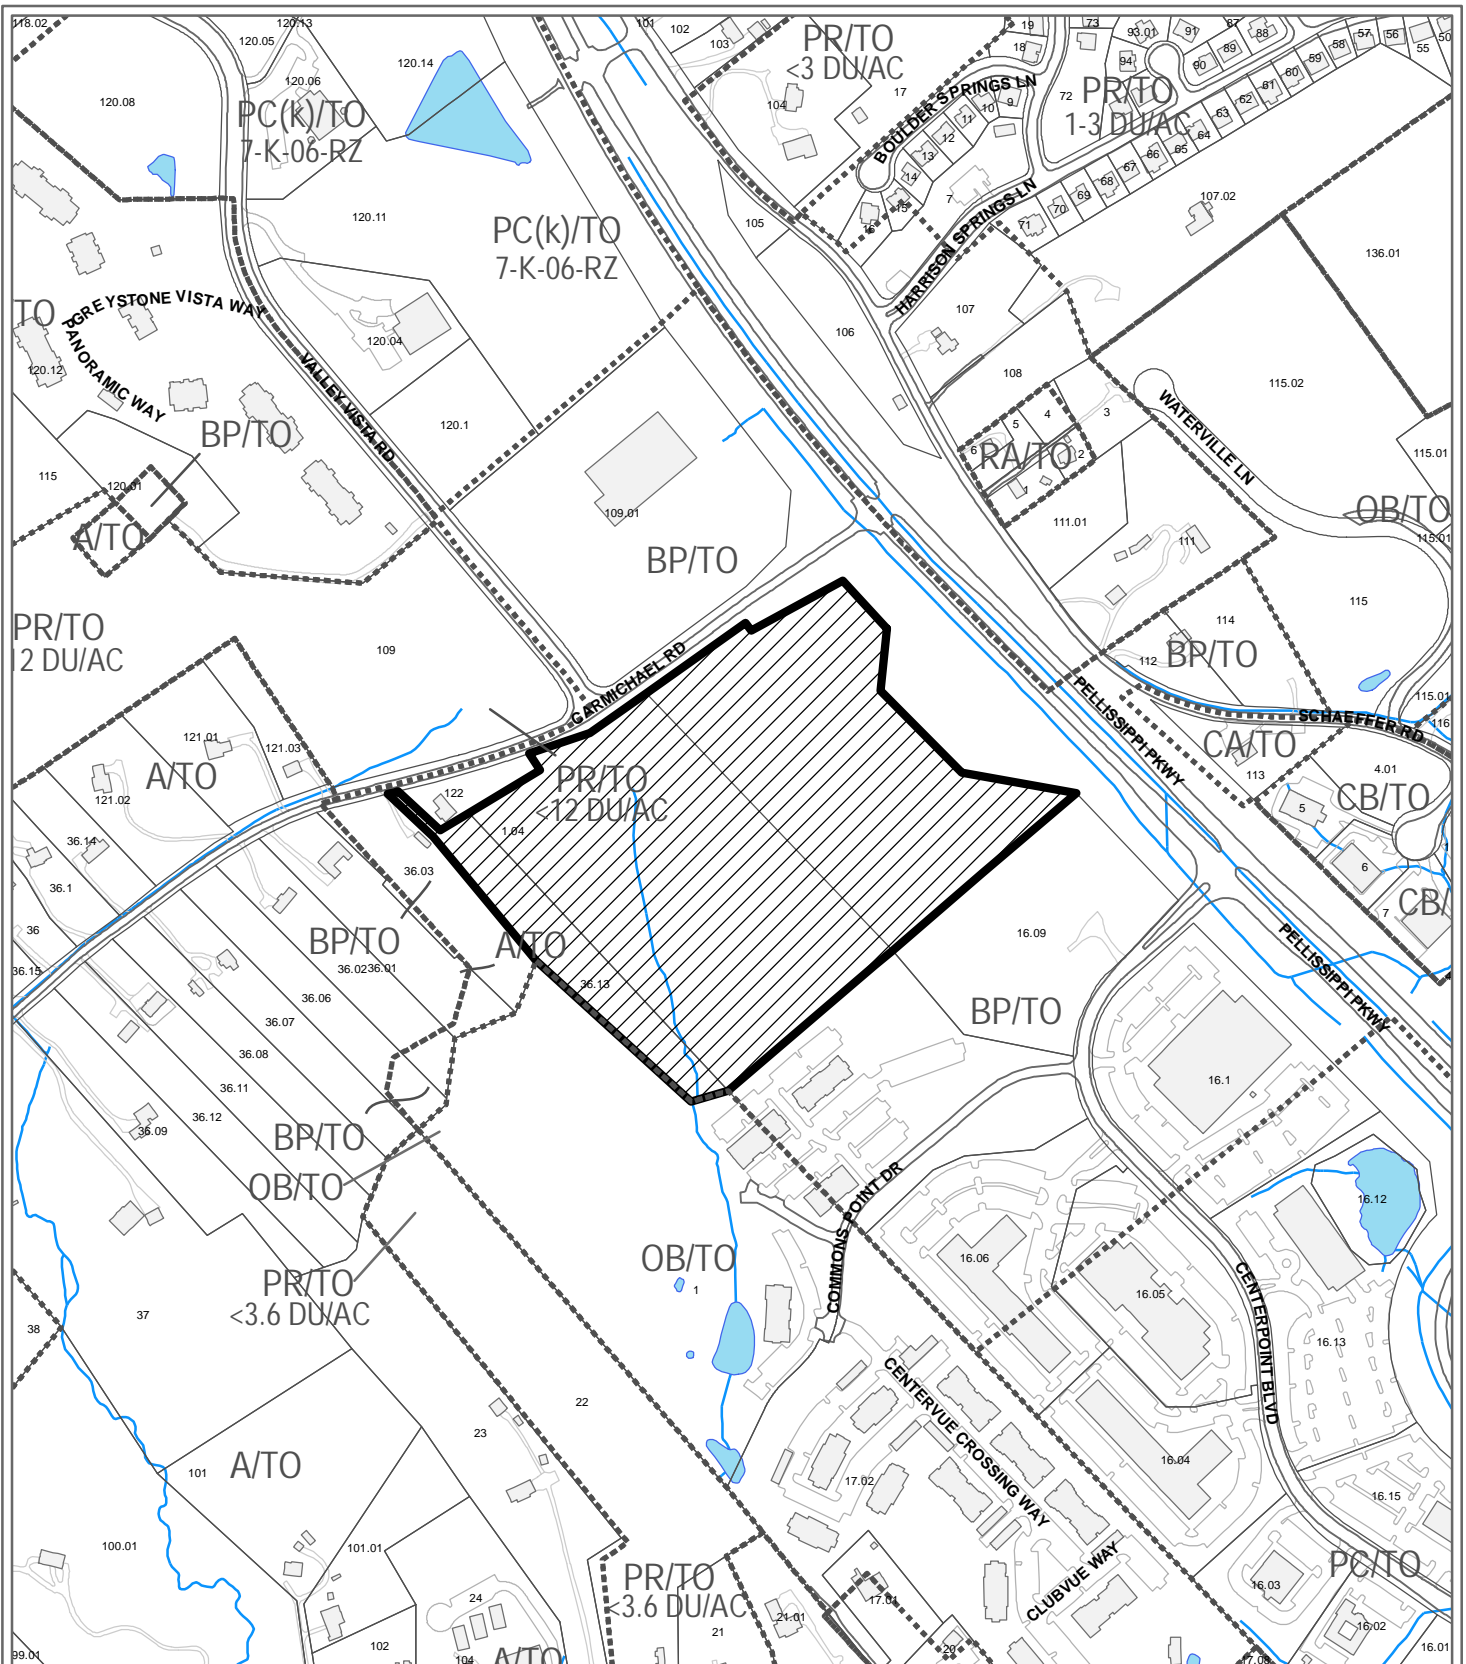 118.02
120.13
101
102
103
PR/TO
<3 DU/AC
19
18
73
93.01
91
87
88
57
56
55
50
120.05
120.14
120.06
94
90
89
58
59
60
61
120.08
PC(k)/TO
7-K-06-RZ
104
17
BOULDER SPRINGS LN
10
9
72
PR/TO
1-3 DU/AC
62
63
64
65
66
67
11
12
13
14
15
16
7
68
69
70
71
HARRISON SPRINGS LN
107.02
136.01
120.11
PC(k)/TO
7-K-06-RZ
105
106
107
108
TO
GREYSTONE VISTA WAY
PANORAMIC WAY
120.12
120.04
VALLEY VISTA RD
120.1
115.02
WATERVILLE LN
4
3
5
6
2
1
RA/TO
BP/TO
115
120.01
A/TO
109.01
BP/TO
111.01
111
115.01
OB/TO
115.01
115
114
BP/TO
112
PR/TO
12 DU/AC
109
CARMICHAEL RD
PELLISSIPPI PKWY
115.01
116
SCHAEFFER RD
CA/TO
113
4.01
CB/TO
5
6
7
CB/
121.01
121.03
A/TO
121.02
122
PR/TO
<12 DU/AC
1.04
36.14
36.1
36
36.15
36.03
BP/TO
A/TO
36.02
36.01
36.13
36.06
36.07
36.08
36.11
36.12
36.09
16.09
BP/TO
PELLISSIPPI PKWY
16.1
BP/TO
OB/TO
PR/TO
<3.6 DU/AC
COMMONS POINT DR
16.12
OB/TO
1
16.06
16.05
CENTERPOINT BLVD
16.13
38
37
22
23
CENTERVUE CROSSING WAY
A/TO
101
17.02
16.04
16.15
100.01
101.01
CLUBVUE WAY
PC/TO
PR/TO
<3.6 DU/AC
24
21
21.01
17.01
20
16.03
16.02
16.01
99.01
102
104
A/TO
17.08